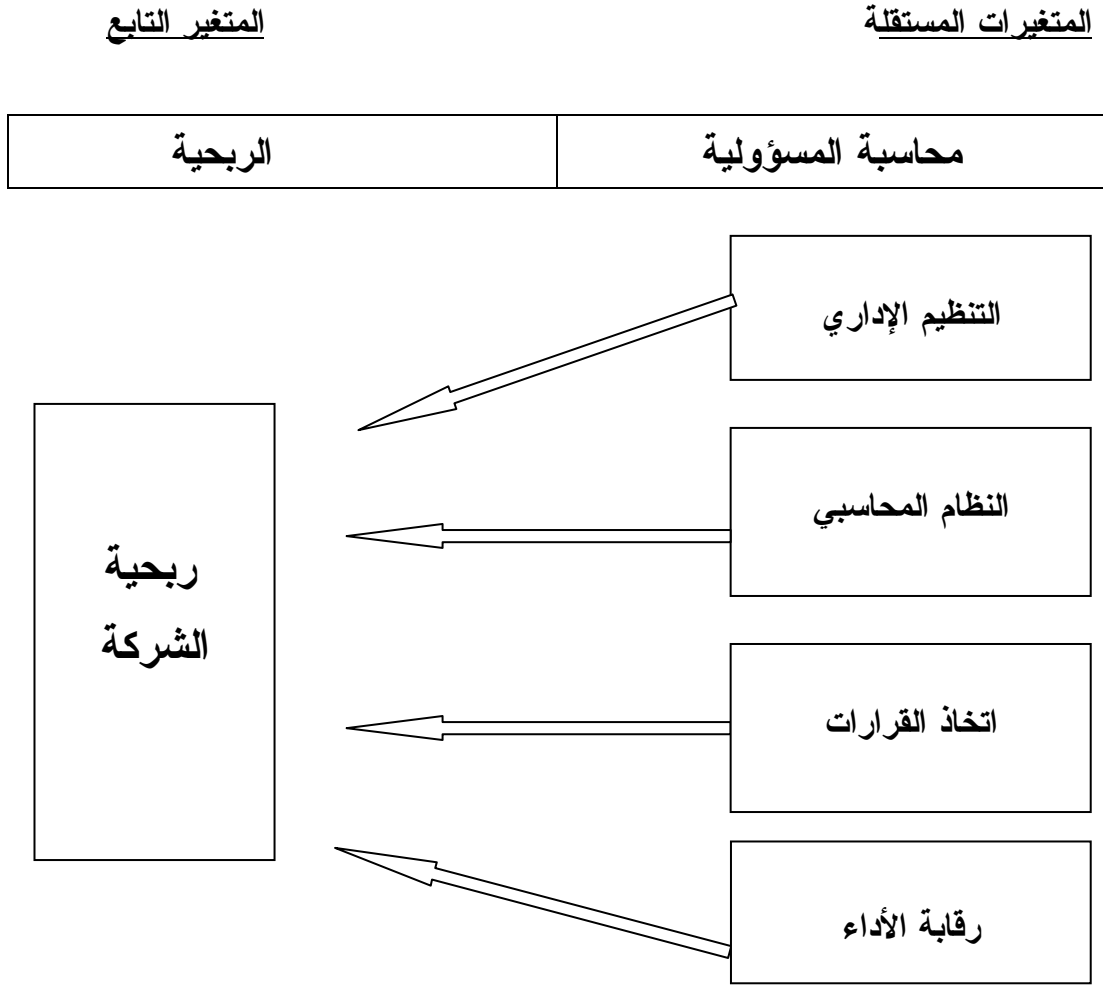 المتغيرات المستقلة
المتغير التابع
محاسبة المسؤولية
الربحية
التنظيم الإداري
النظام المحاسبي
اتخاذ القرارات
رقابة الأداء
ربحية
الشركة